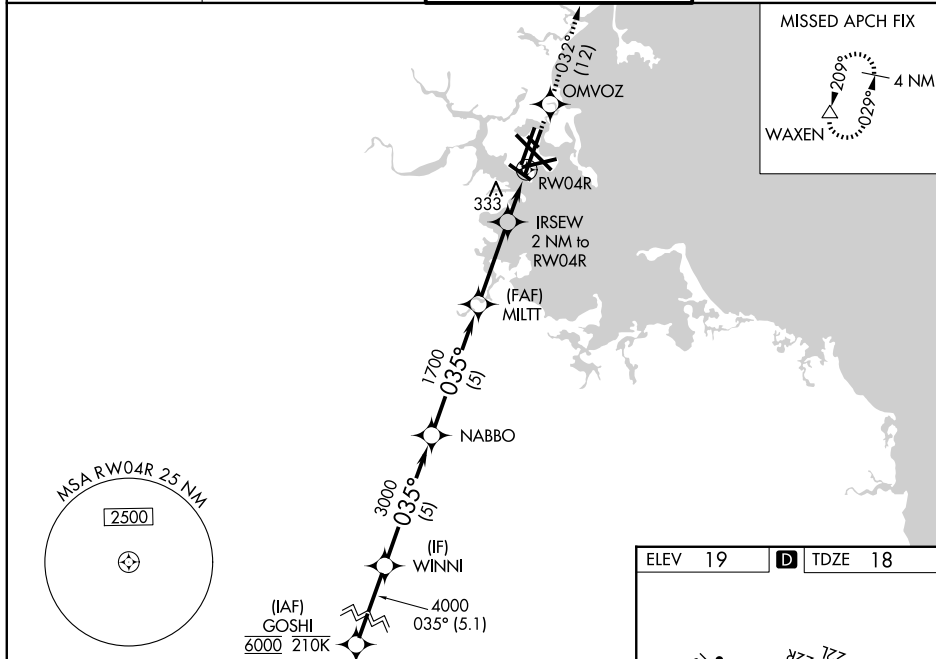 MISSED APCH FIX
032°
(12)
209°
029°
4 NM
WAXEN
OMVOZ
RW04R
333
IRSEW
2 NM to
RW04R
(FAF)
MILTT
1700
035°
(5)
NABBO
MSA RW04R 25 NM
2500
3000
035°
(5)
(IF)
WINNI
4000
035° (5.1)
(IAF)
GOSHI
6000 210K
ELEV 19 D TDZE 18
22L
22R